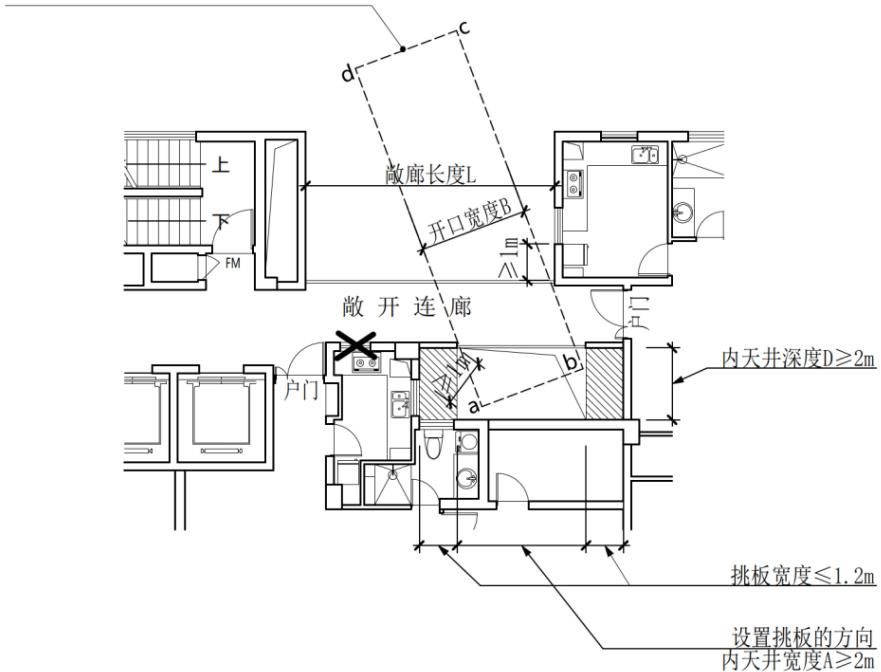 c
d
上
敞廊长度L
下
开口宽度B
≥1m
FM
敞开连廊
户门
b
≥1m
内天井深度D≥2m
户门
a
挑板宽度≤1.2m
设置挑板的方向
内天井宽度A≥2m